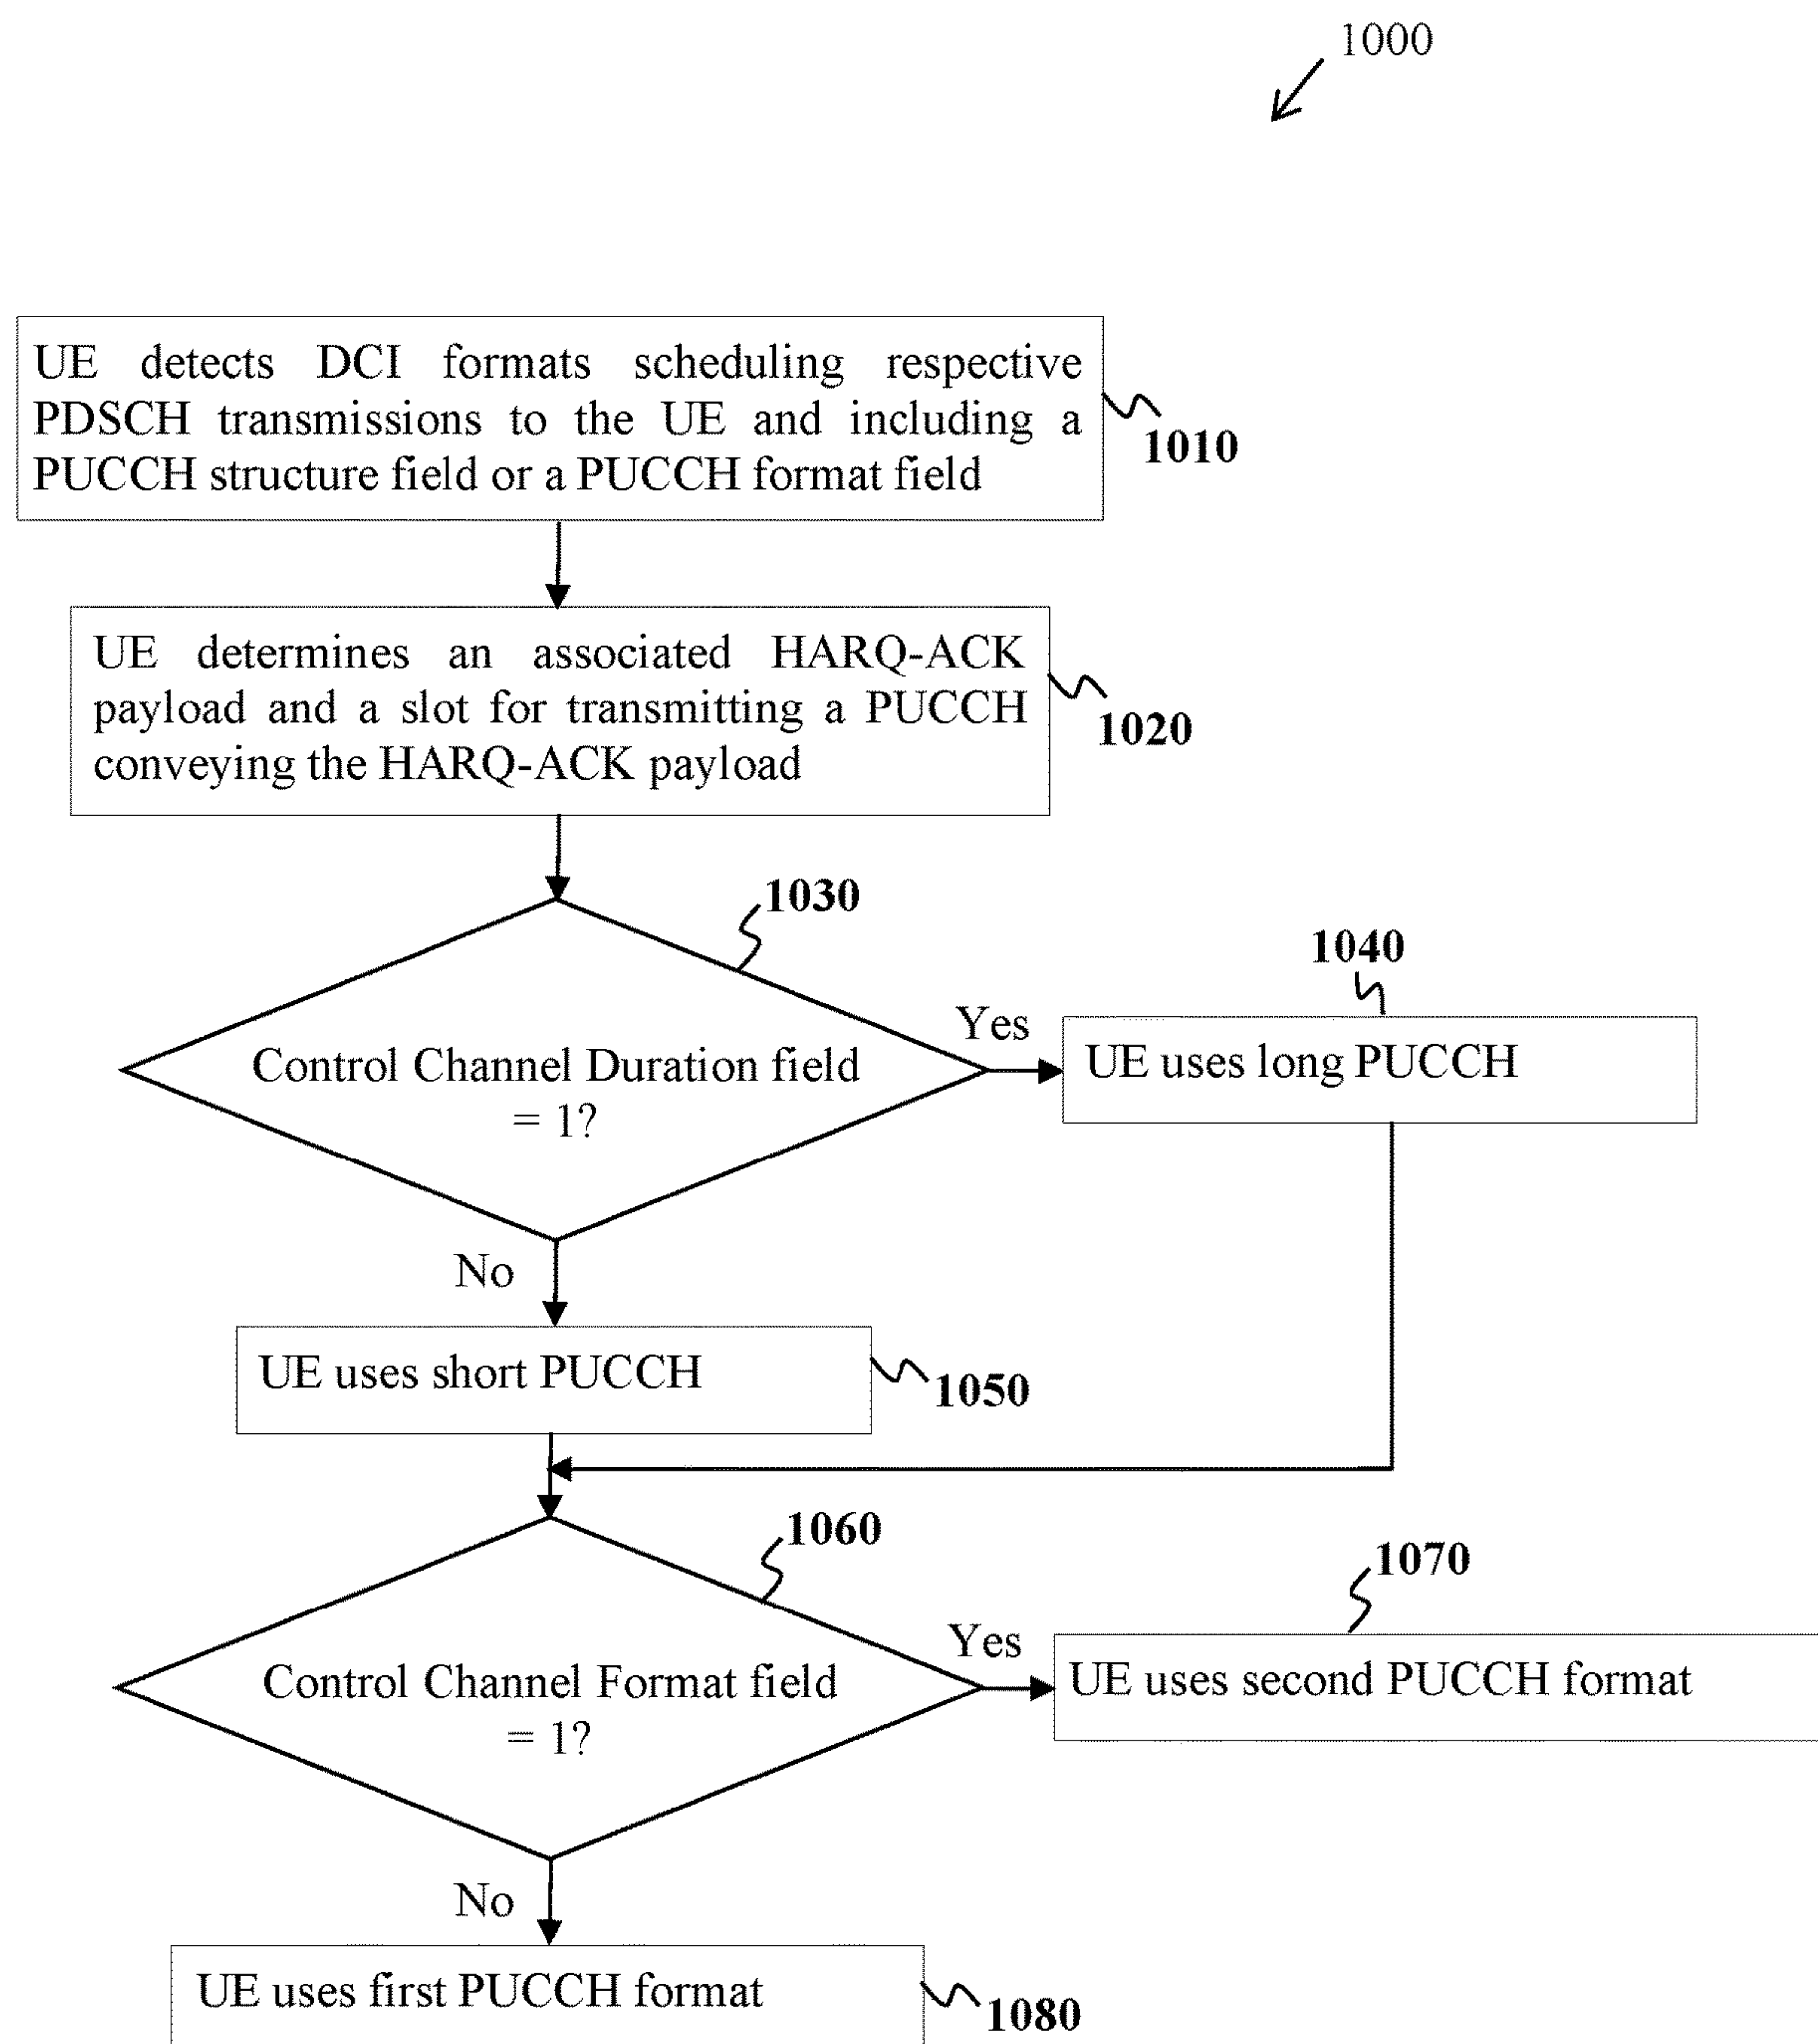 1000
UE detects DCI formats scheduling respective
PDSCH transmissions to the UE and including a
PUCCH structure field or a PUCCH format field
1010
UE determines an associated HARQ-ACK
payload and a slot for transmitting a PUCCH
conveying the HARQ-ACK payload
1020
1030
Control Channel Duration field
= 1?
Yes
1040
UE uses long PUCCH
No
UE uses short PUCCH
1050
1060
Control Channel Format field
= 1?
Yes
1070
UE uses second PUCCH format
No
UE uses first PUCCH format
1080